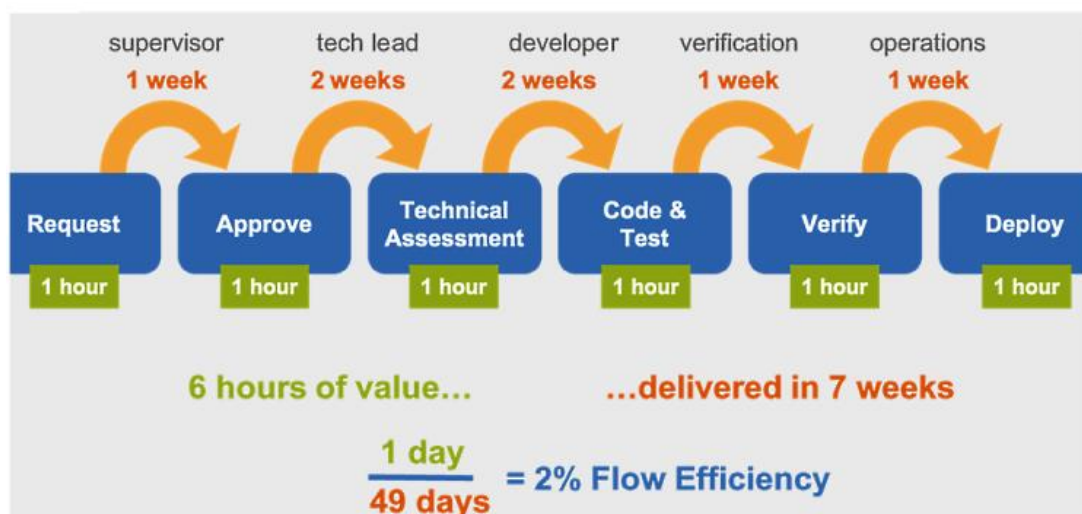 supervisor tech lead developer verification operations
1 week 2 weeks 2 weeks 1 week 1 week
Request
Approve
Technical
Assessment
Code &
Test
Verify
Deploy
1 hour 1 hour 1 hour 1 hour 1 hour 1 hour
6 hours of value… …delivered in 7 weeks
1 day
49 days
= 2% Flow Efficiency